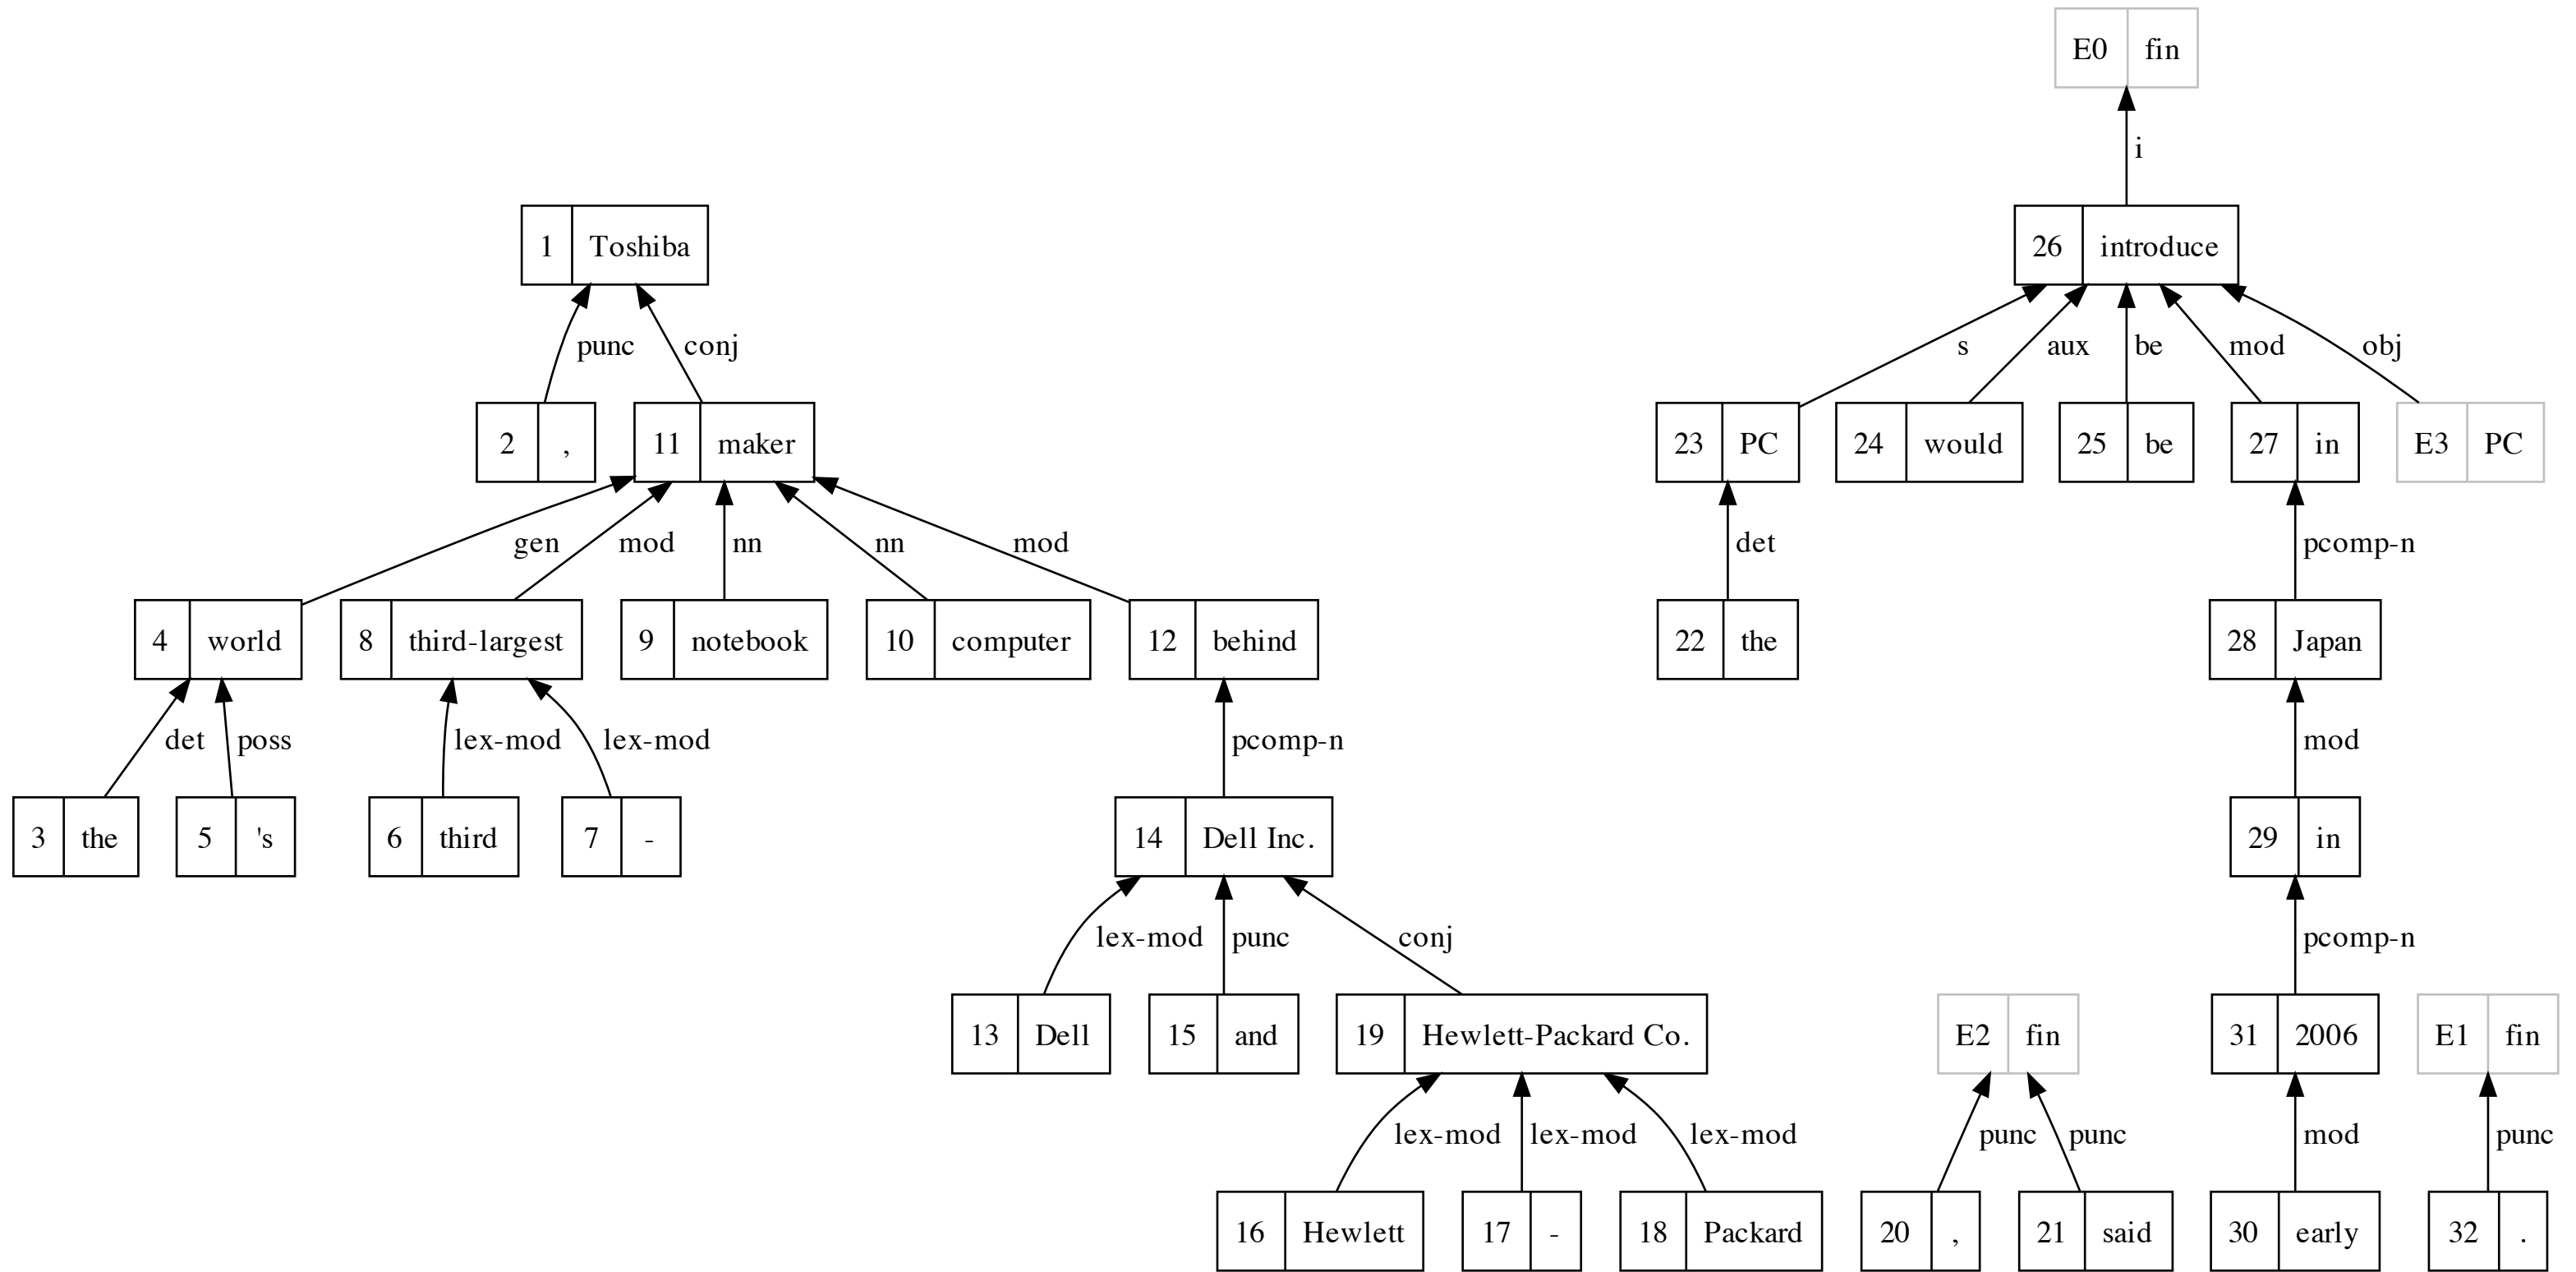 E0 fin
i
1 Toshiba 26 introduce
punc conj s aux be mod obj
2 , 11 maker 23 PC 24 would 25 be 27 in E3 PC
gen mod nn nn mod det pcomp-n
4 world 8 third-largest 9 notebook 10 computer 12 behind 22 the 28 Japan
det poss lex-mod lex-mod pcomp-n mod
3 the 5 's 6 third 7 - 14 Dell Inc. 29 in
lex-mod punc conj pcomp-n
13 Dell 15 and 19 Hewlett-Packard Co. E2 fin 31 2006 E1 fin
lex-mod lex-mod lex-mod punc punc mod punc
16 Hewlett 17 - 18 Packard 20 , 21 said 30 early 32 .